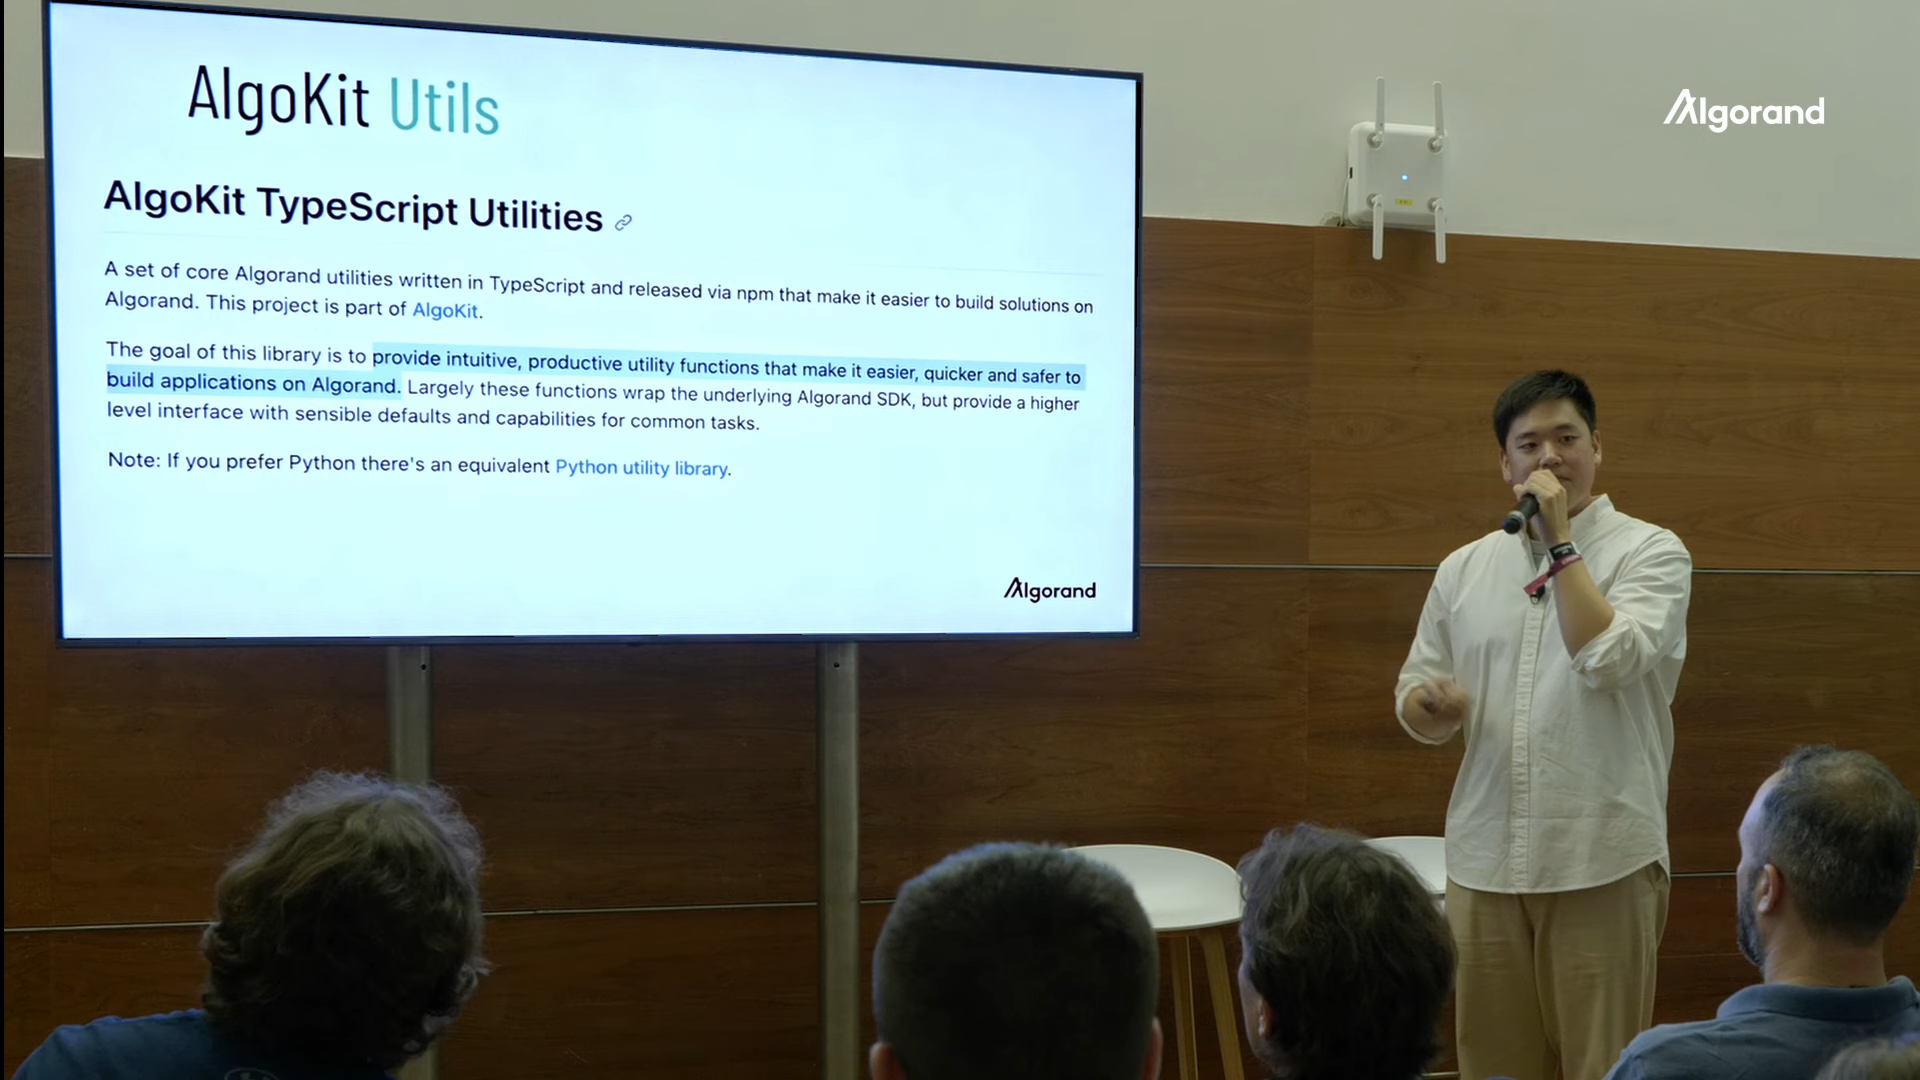 AlgoKit Utils
Algorand
AlgoKit TypeScript Utilities
A set of core Algorand utilities written in TypeScript and released via npm that make it easier to build solutions on
Algorand. This project is part of AlgoKit.
The goal of this library is to provide intuitive, productive utility functions that make it easier, quicker and safer to
build applications on Algorand. Largely these functions wrap the underlying Algorand SDK, but provide a higher
level interface with sensible defaults and capabilities for common tasks.
Note: If you prefer Python there's an equivalent Python utility library.
Algorand